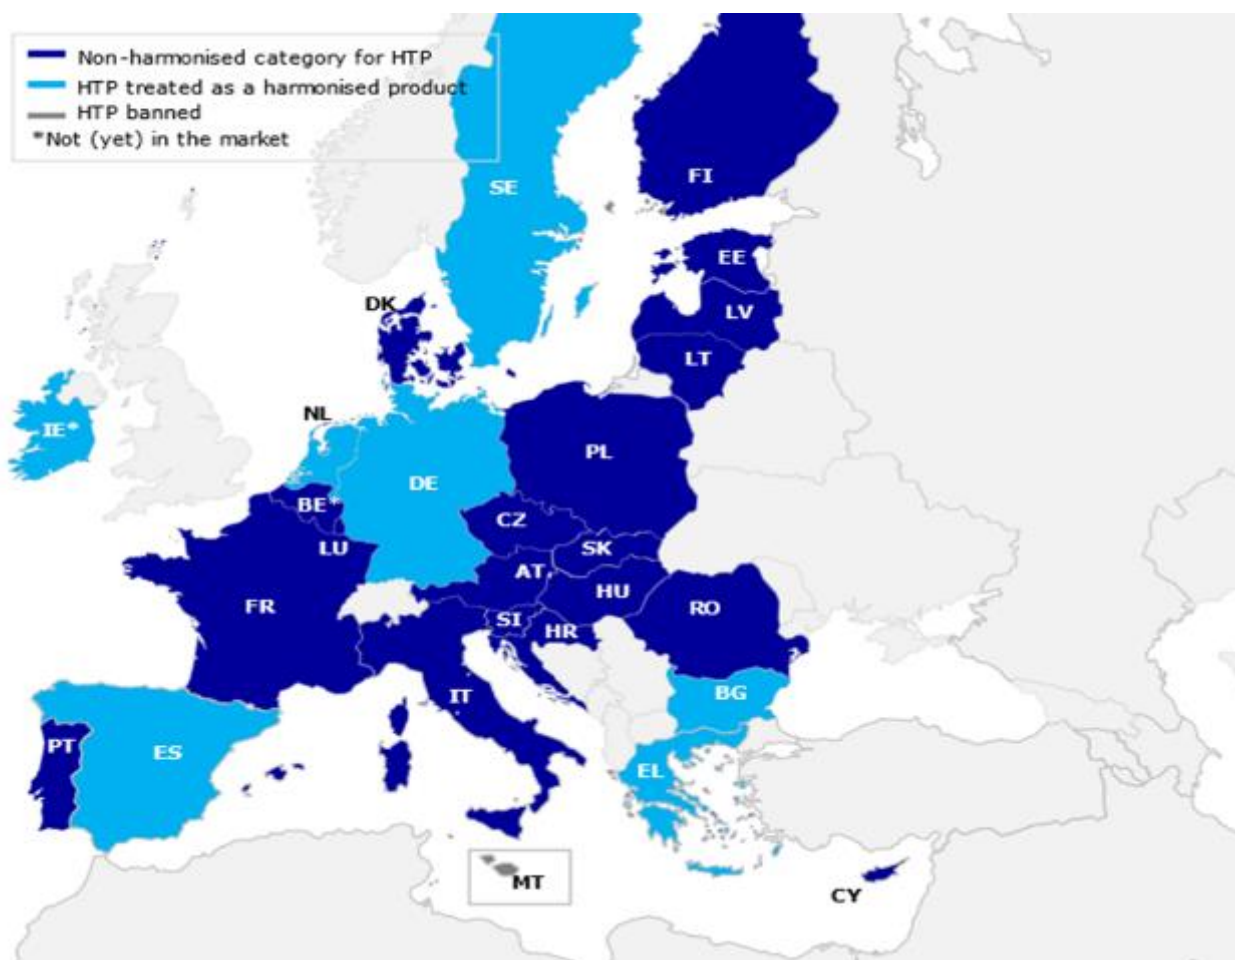 Non-harmonised category for HTP
HTP treated as a harmonised product
HTP banned
*Not (yet) in the market
SE
FI
EE
LV
LT
DK
NL
IE*
PL
DE
BE*
CZ
LU
SK
AT
HU
FR
RO
SI
HR
IT
BG
PT
ES
EL
MT
CY